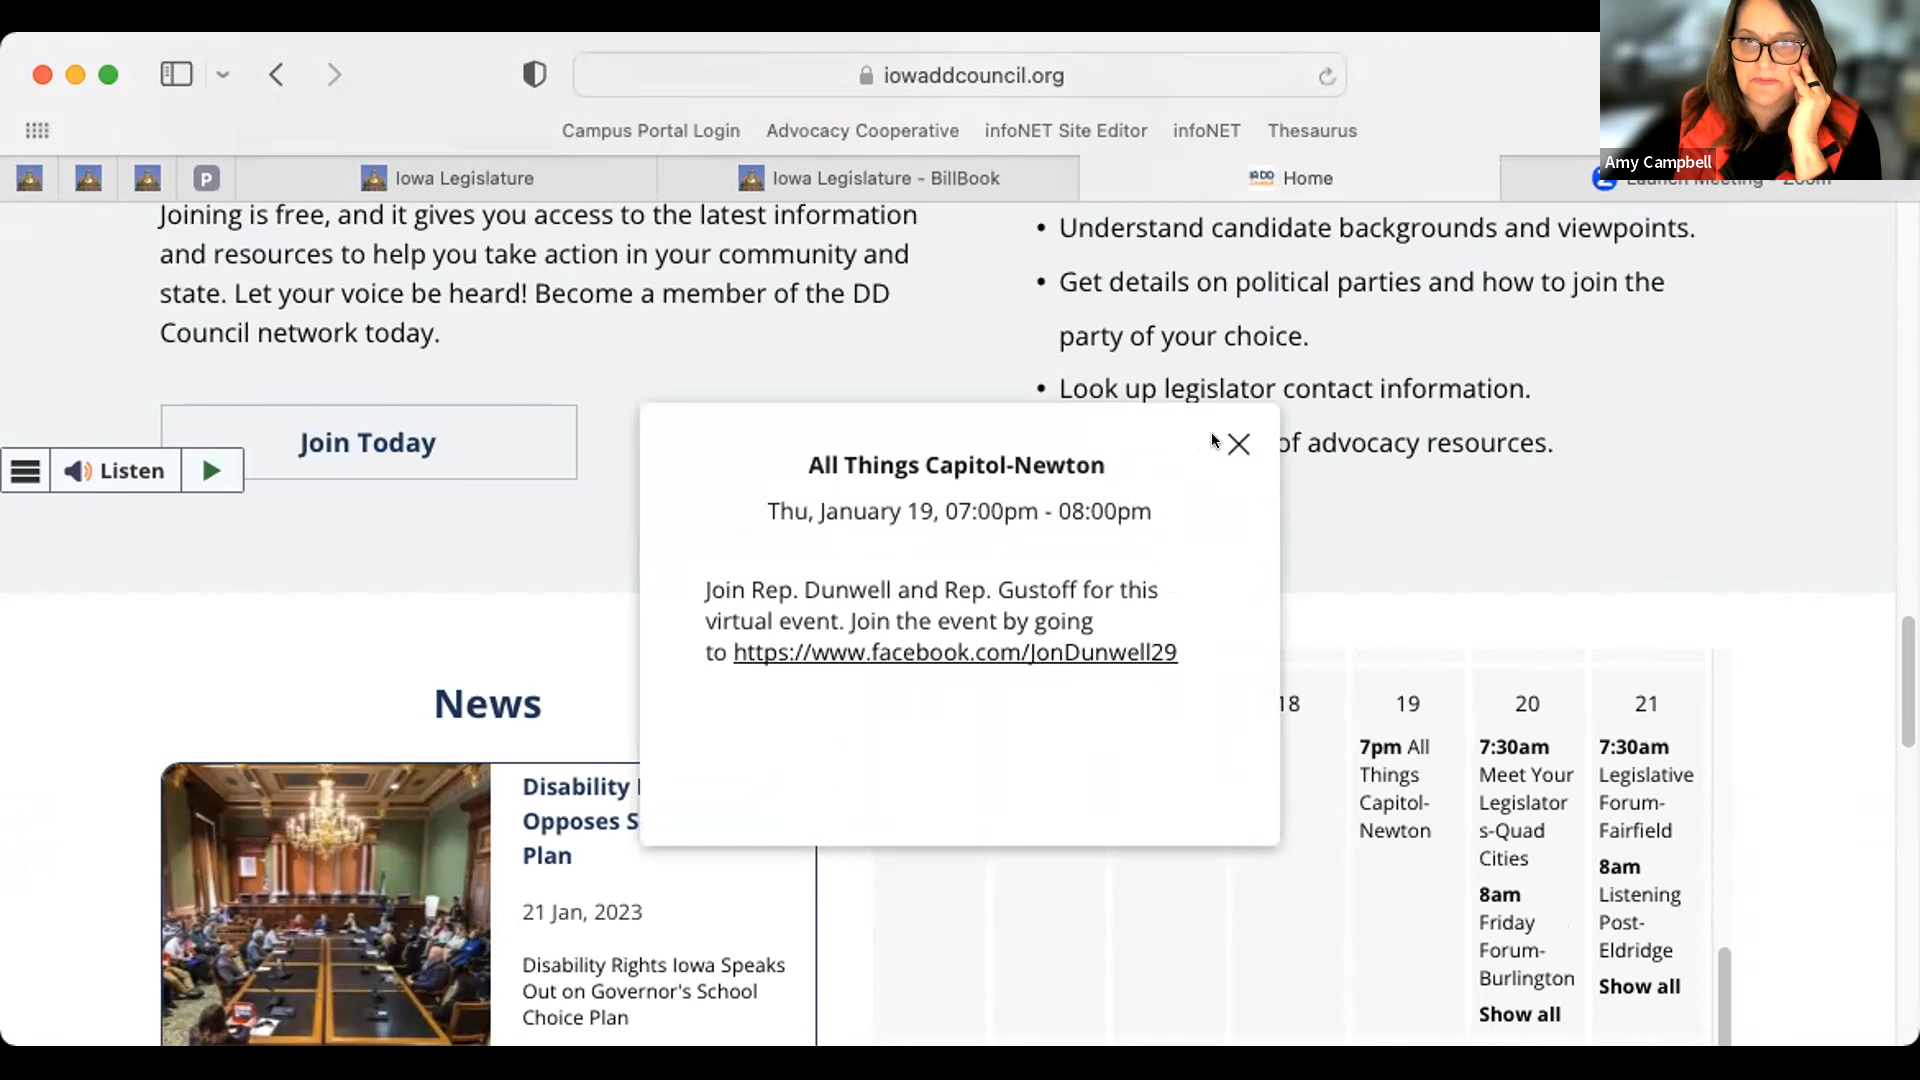 iowaddcouncil.org
Campus Portal Login
Advocacy Cooperative
infoNET Site Editor
infoNET
Thesaurus
Amy Campbell
P
Iowa Legislature
Iowa Legislature - BillBook
Home
Launch Meeting - Zoom
Joining is free, and it gives you access to the latest information
and resources to help you take action in your community and
state. Let your voice be heard! Become a member of the DD
Council network today.
Join Today
Listen
• Understand candidate backgrounds and viewpoints.
• Get details on political parties and how to join the
party of your choice.
• Look up legislator contact information.
of advocacy resources.
All Things Capitol-Newton
Thu, January 19, 07:00pm - 08:00pm
Join Rep. Dunwell and Rep. Gustoff for this
virtual event. Join the event by going
to https://www.facebook.com/JonDunwell29
News
Disability
Opposes S
Plan
21 Jan, 2023
Disability Rights Iowa Speaks
Out on Governor's School
Choice Plan
18
19
7pm All
Things
Capitol-
Newton
20
7:30am
Meet Your
Legislator
s-Quad
Cities
8am
Friday
Forum-
Burlington
Show all
21
7:30am
Legislative
Forum-
Fairfield
8am
Listening
Post-
Eldridge
Show all